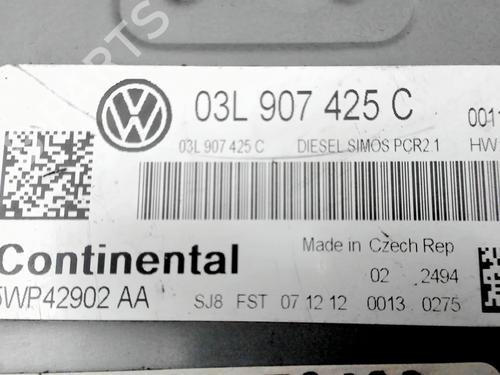 03L 907 425 C
0011
03L 907 425 C DIESEL SIMOS PCR2.1 HW
Continental
Made in Czech Rep
02 2494
5WP42902 AA SJ8 FST 07 12 12 0013 0275